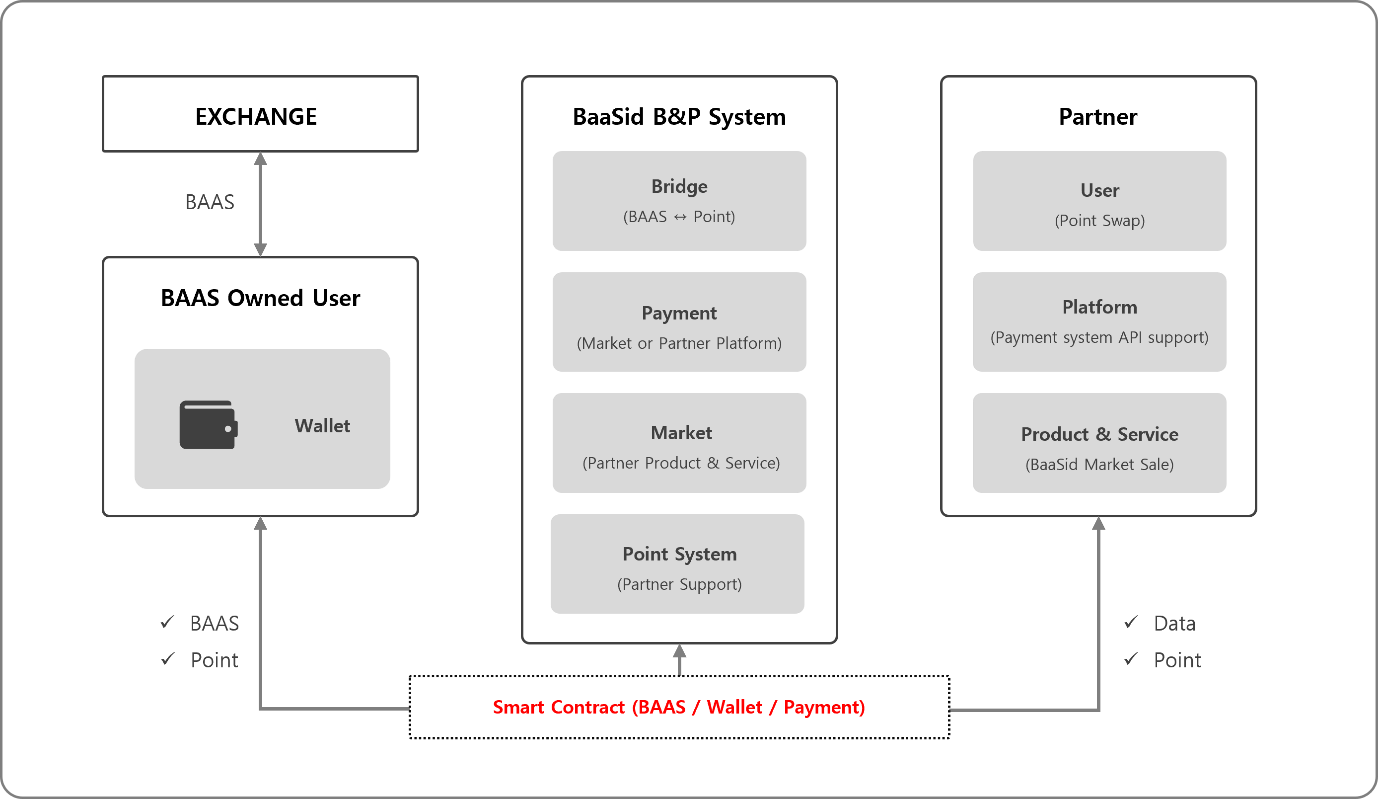 EXCHANGE
BAAS
BAAS Owned User
Wallet
BAAS
Point
BaaSid B&P System
Bridge
(BAAS ↔ Point)
Payment
(Market or Partner Platform)
Market
(Partner Product & Service)
Point System
(Partner Support)
Partner
User
(Point Swap)
Platform
(Payment system API support)
Product & Service
(BaaSid Market Sale)
Data
Point
Smart Contract (BAAS / Wallet / Payment)